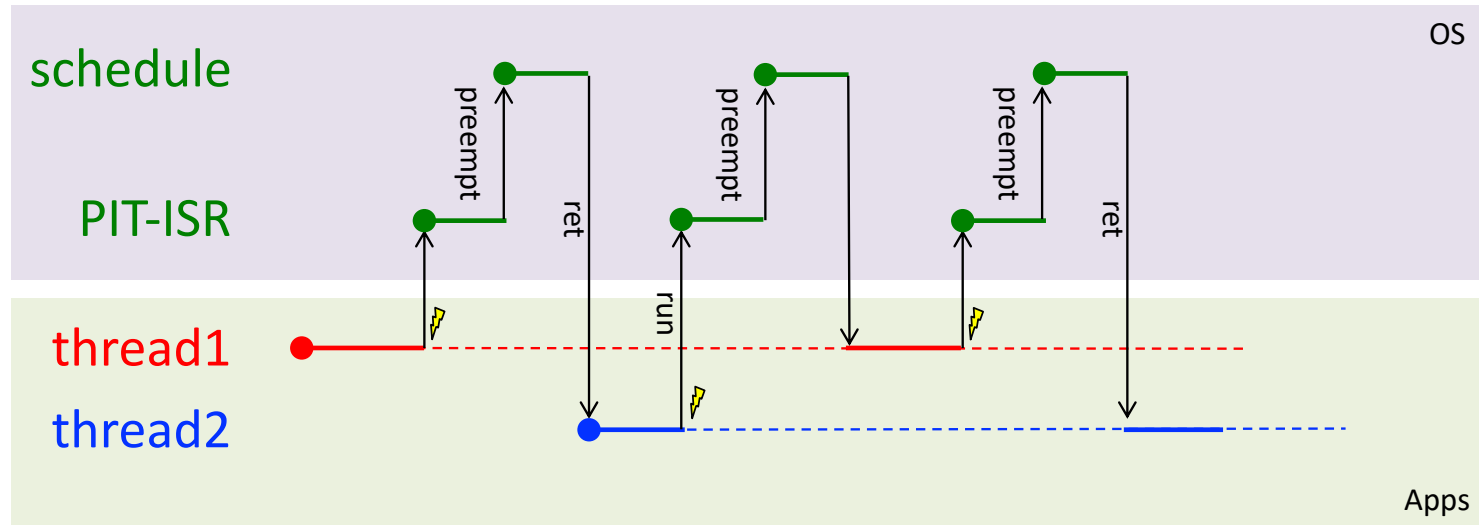 OS
schedule
preempt
preempt
preempt
PIT-ISR
ret
ret
run
thread1
thread2
Apps